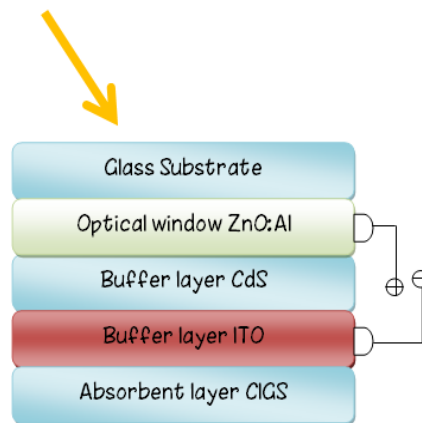 Glass Substrate
Optical window ZnO:Al
Buffer layer CdS
Buffer layer ITO
Absorbent layer CIGS